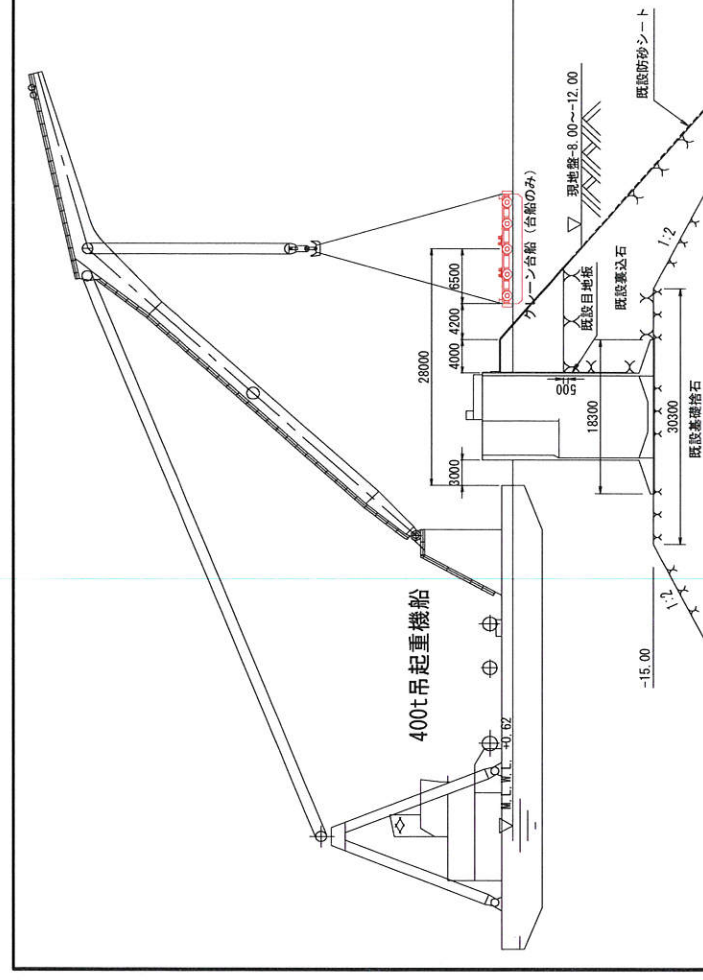 既設防砂シート
現地盤-8.00～-12.00
クレーン台船 (台船のみ)
6500
4200
28000
4000
3000
既設目地板
500
既設裏込石
1:2
18300
30300
既設基礎捨石
400t吊起重機船
M.L.W.L. +0.62
1:2
-15.00